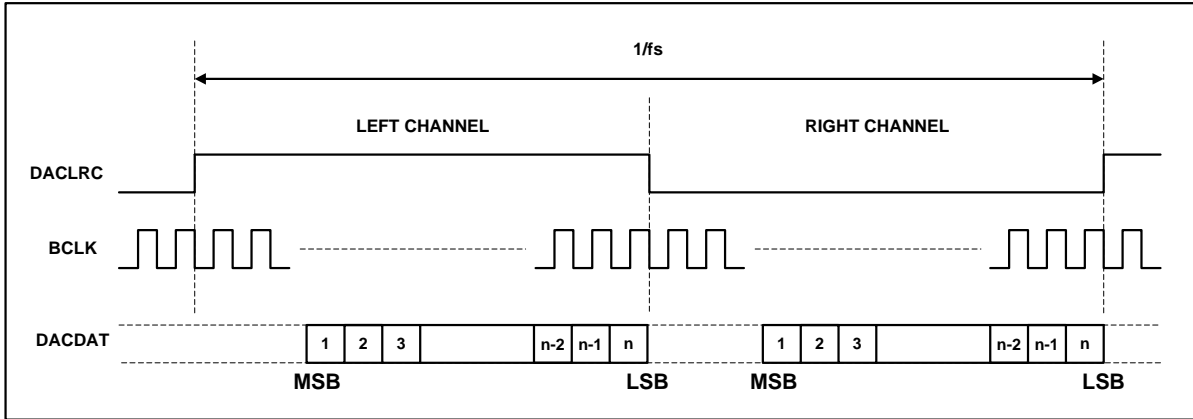 1/fs
LEFT CHANNEL RIGHT CHANNEL
DACLRC
BCLK
DACDAT 1 2 3 n-2 n-1 n 1 2 3 n-2 n-1 n
MSB LSB MSB LSB